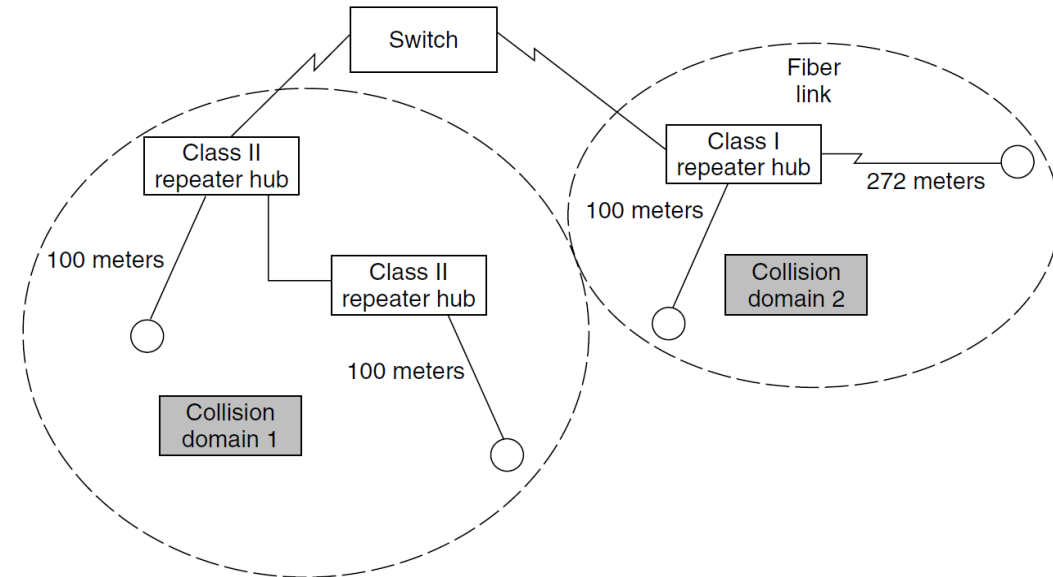 Switch
Fiber
link
Class II
repeater hub
Class I
repeater hub
272 meters
100 meters
100 meters
Class II
repeater hub
Collision
domain 2
100 meters
Collision
domain 1